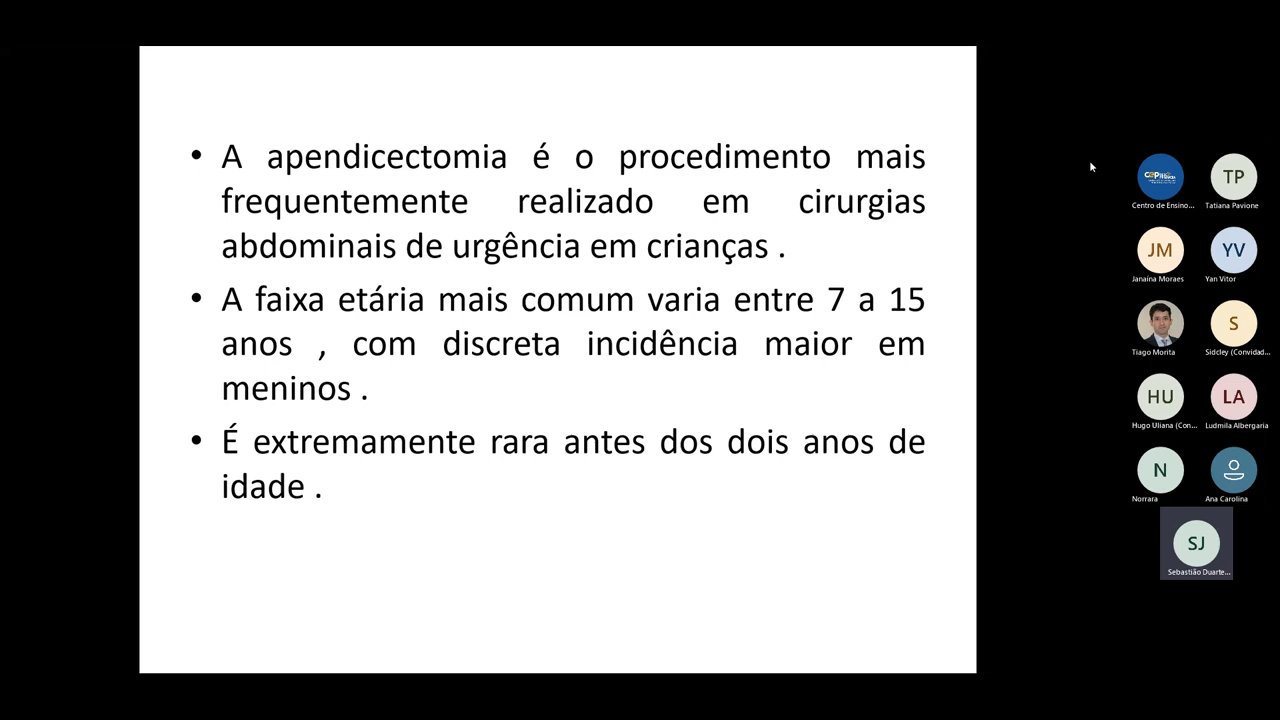 • A apendicectomia é o procedimento mais
frequentemente realizado em cirurgias
abdominais de urgência em crianças .
• A faixa etária mais comum varia entre 7 a 15
anos , com discreta incidência maior em
meninos .
• É extremamente rara antes dos dois anos de
idade .
Centro de Ensino...
TP
Tatiana Pavione
JM
Janaína Moraes
YV
Yan Vitor
Tiago Morita
S
Sidcley (Convidad...
HU
Hugo Uliana (Con...
LA
Ludmila Albergaria
N
Norrara
Ana Carolina
SJ
Sebastião Duarte...